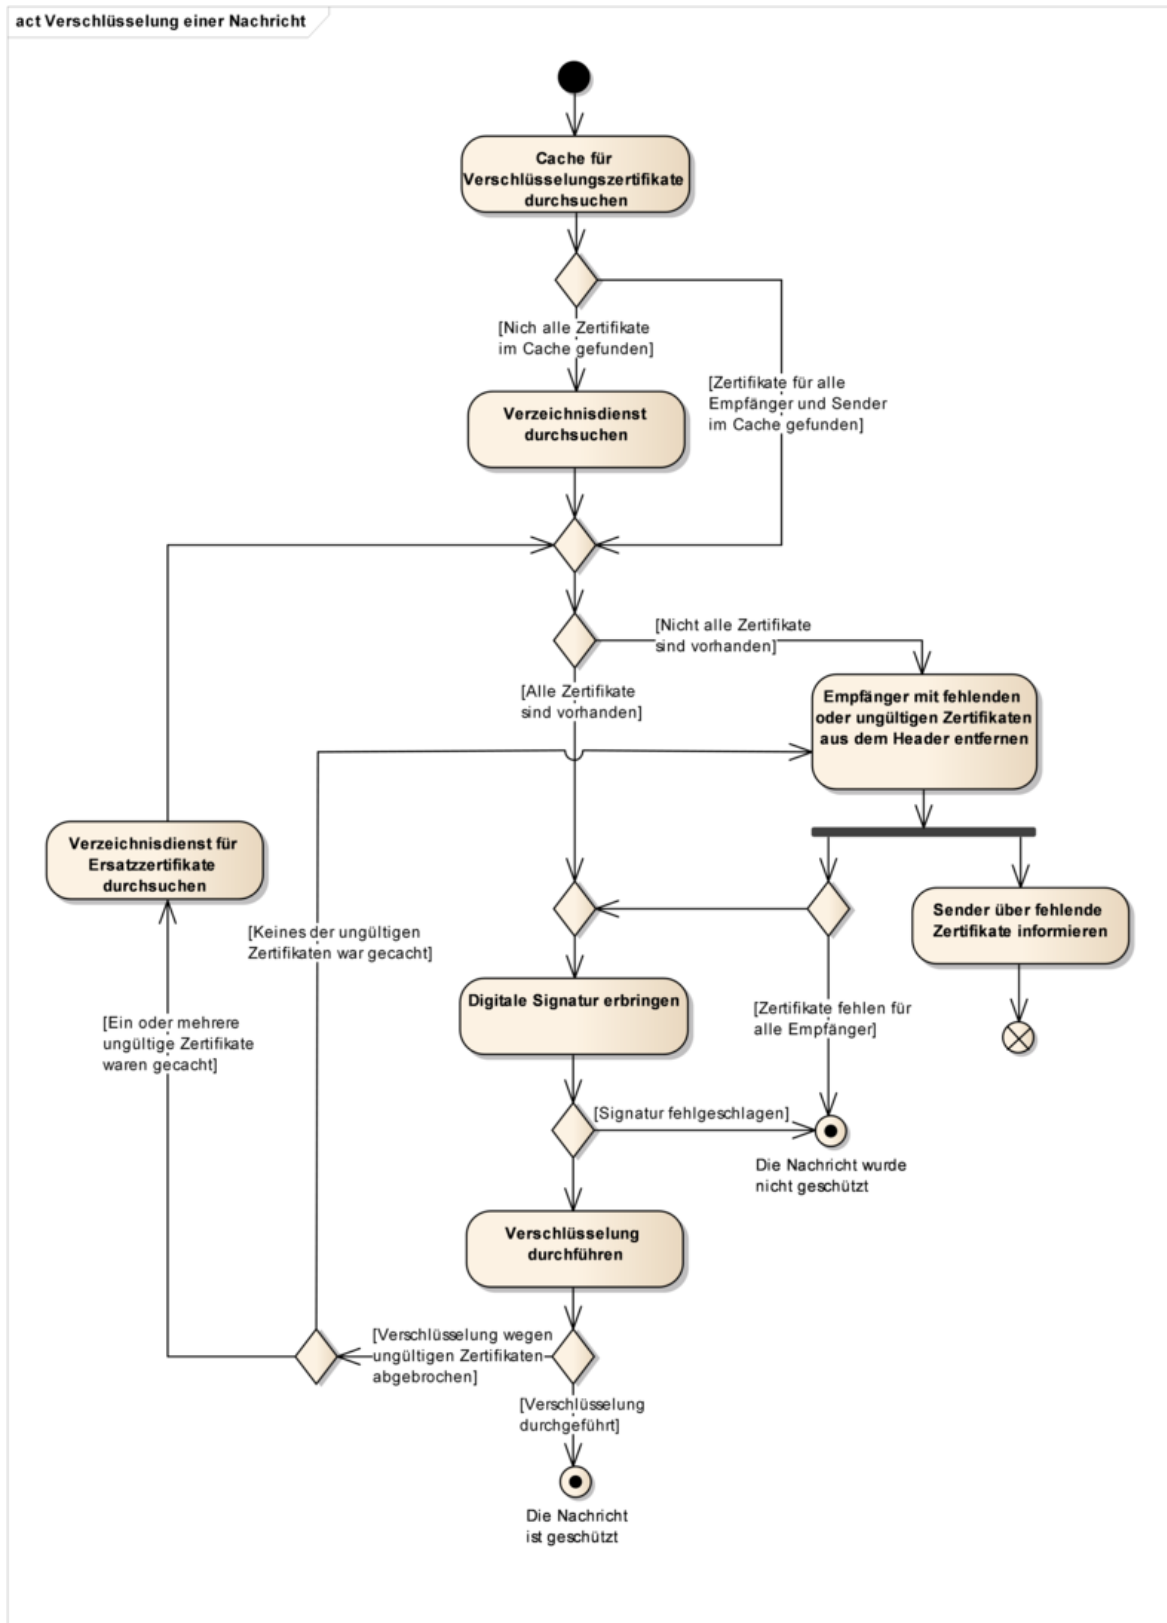 act Verschlüsselung einer Nachricht
Cache für
Verschlüsselungszertifikate
durchsuchen
[Nich alle Zertifikate
im Cache gefunden]
[Zertifikate für alle
Empfänger und Sender
im Cache gefunden]
Verzeichnisdienst
durchsuchen
[Nicht alle Zertifikate
sind vorhanden]
[Alle Zertifikate
sind vorhanden]
Empfänger mit fehlenden
oder ungültigen Zertifikaten
aus dem Header entfernen
Verzeichnisdienst für
Ersatzzertifikate
durchsuchen
[Keines der ungültigen
Zertifikaten war gecacht]
Sender über fehlende
Zertifikate informieren
Digitale Signatur erbringen
[Zertifikate fehlen für
alle Empfänger]
[Ein oder mehrere
ungültige Zertifikate
waren gecacht]
[Signatur fehlgeschlagen]
Die Nachricht wurde
nicht geschützt
Verschlüsselung
durchführen
[Verschlüsselung wegen
ungültigen Zertifikaten
abgebrochen]
[Verschlüsselung
durchgeführt]
Die Nachricht
ist geschützt